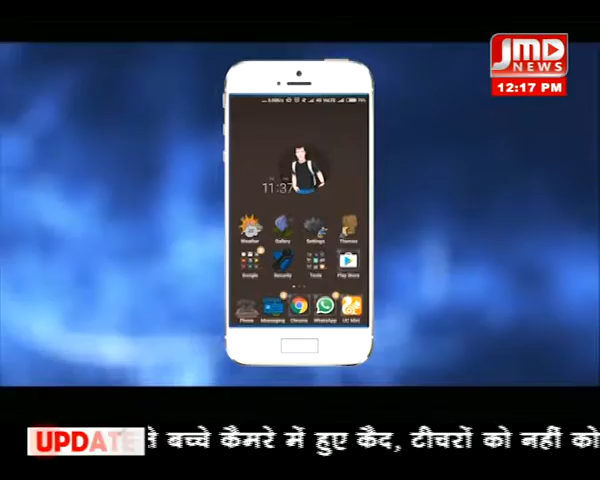 JMD
NEWS
12:17 PM
11:37
Weather Gallery Settings Themes
Google Security Tools Play Store
Phone Messaging Chrome WhatsApp UC Mini
UPDATE बच्चे कैमरे में हुए कैद, टीचरों को नहीं को